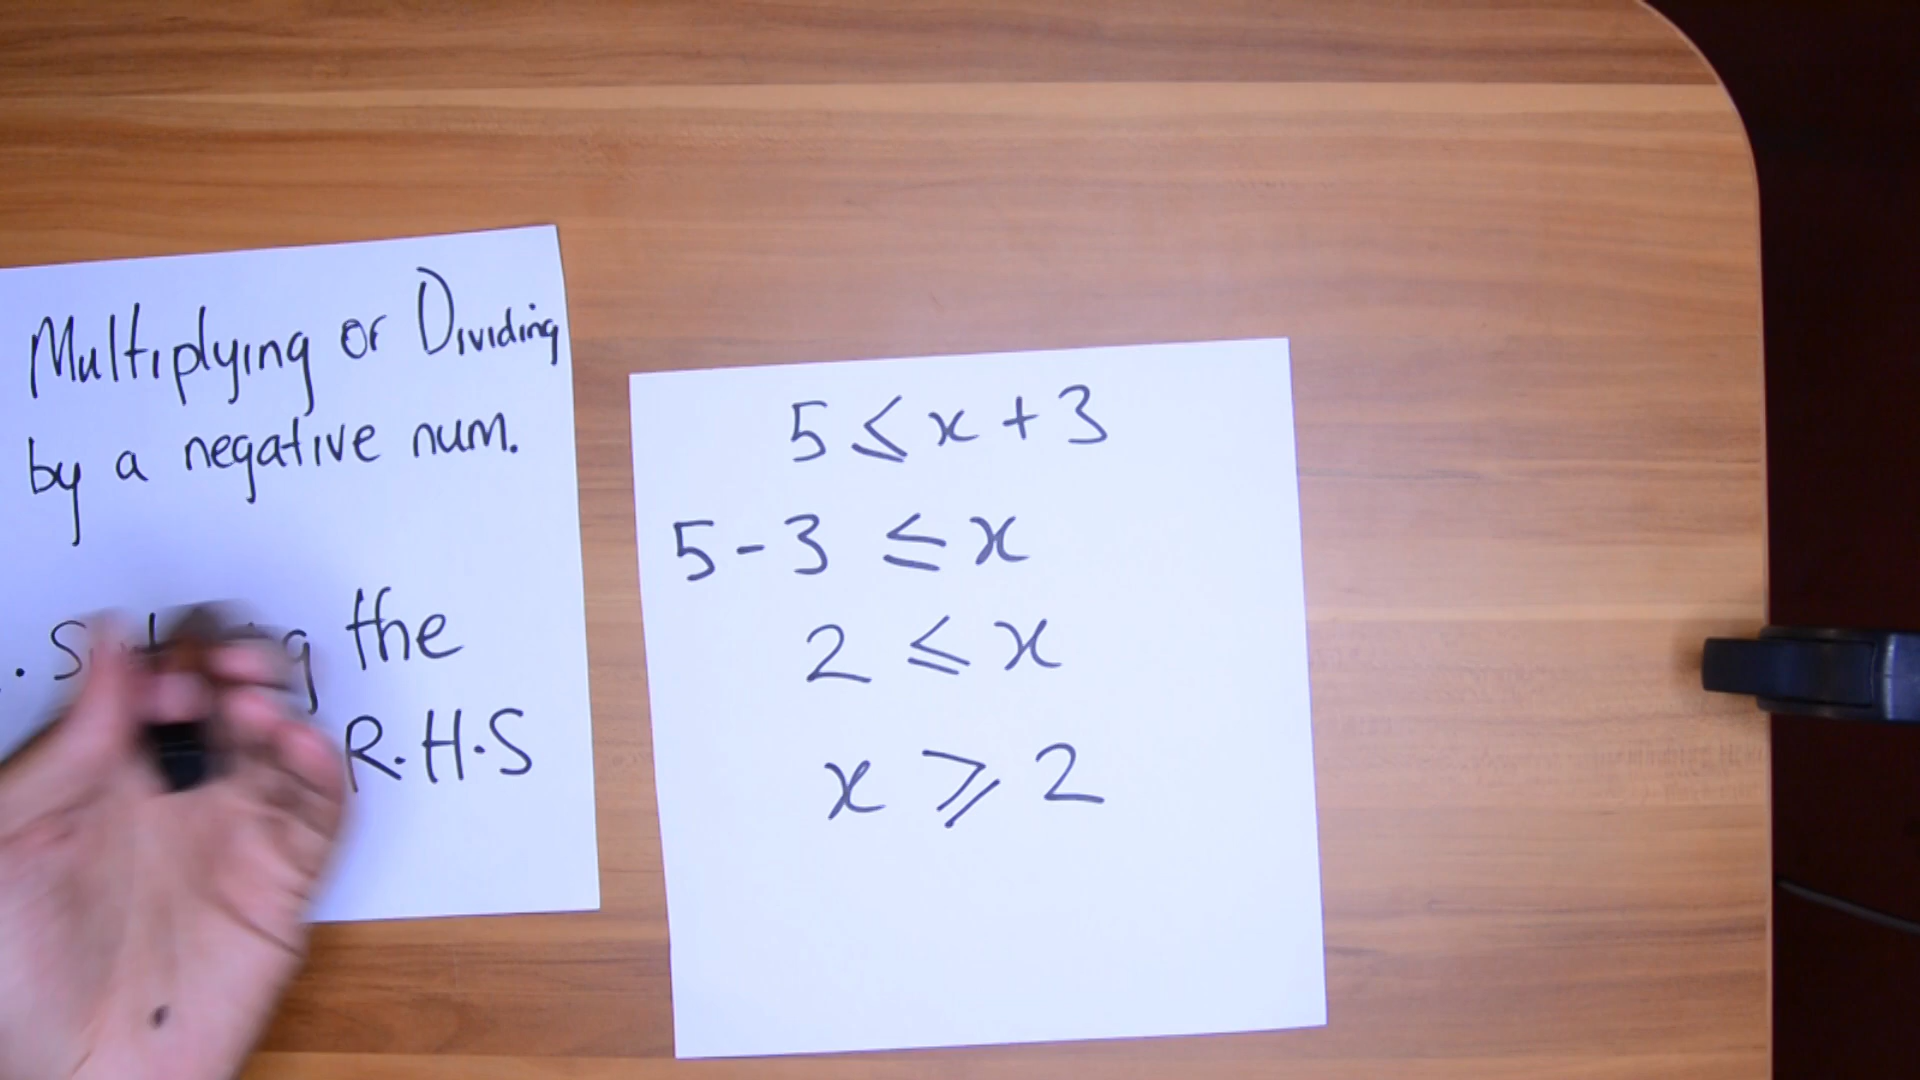 Multiplying or Dividing
by a negative num.
the
R.H.S
5 ⩽ x + 3
5 - 3 ⩽ x
2 ⩽ x
x ⩾ 2